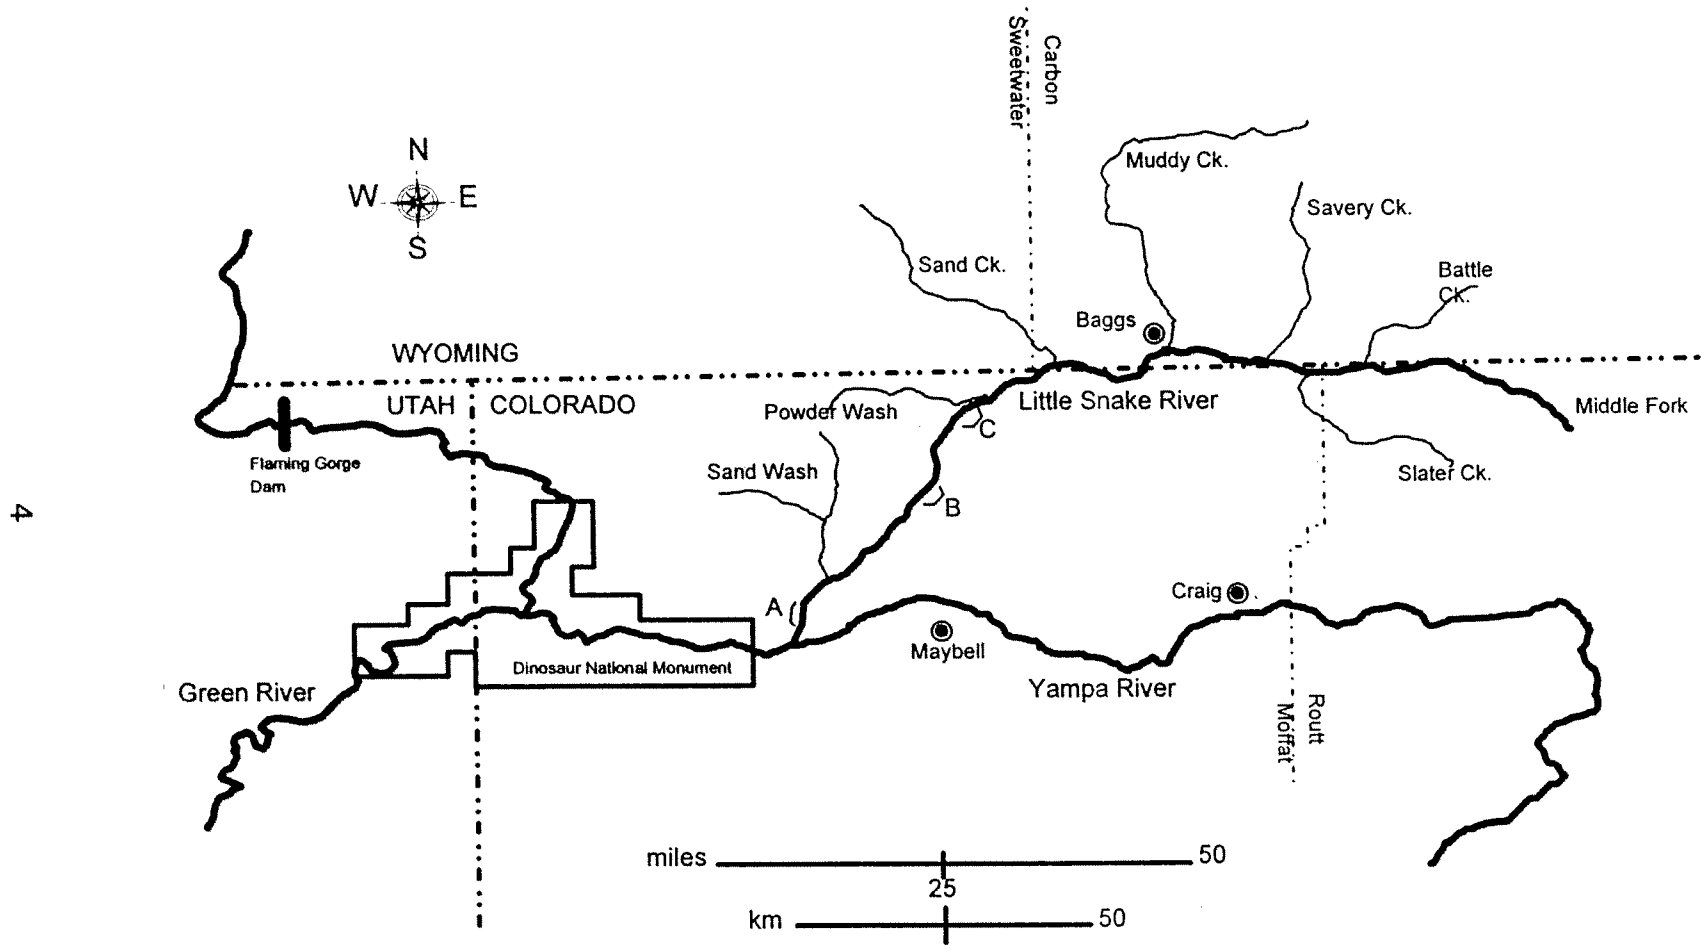 Carbon
Sweetwater
N
W E
S
Muddy Ck.
Savery Ck.
Sand Ck.
Battle
Ck.
Baggs
WYOMING
UTAH
COLORADO
Powder Wash
Little Snake River
Middle Fork
C
Flaming Gorge
Dam
Sand Wash
Slater Ck.
B
4
Craig
A
Maybell
Dinosaur National Monument
Green River
Yampa River
Routt
Moffat
miles
50
25
km
50